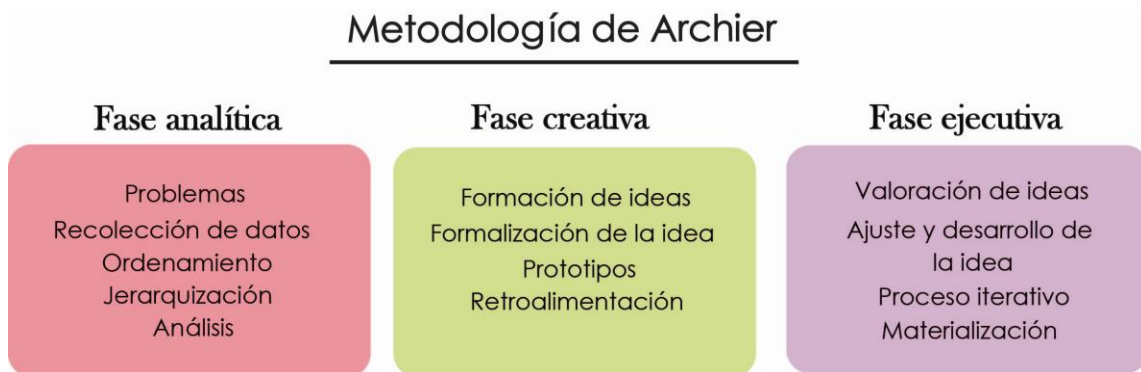 Metodología de Archier
Fase analítica
Problemas
Recolección de datos
Ordenamiento
Jerarquización
Análisis
Fase creativa
Formación de ideas
Formalización de la idea
Prototipos
Retroalimentación
Fase ejecutiva
Valoración de ideas
Ajuste y desarrollo de
la idea
Proceso iterativo
Materialización